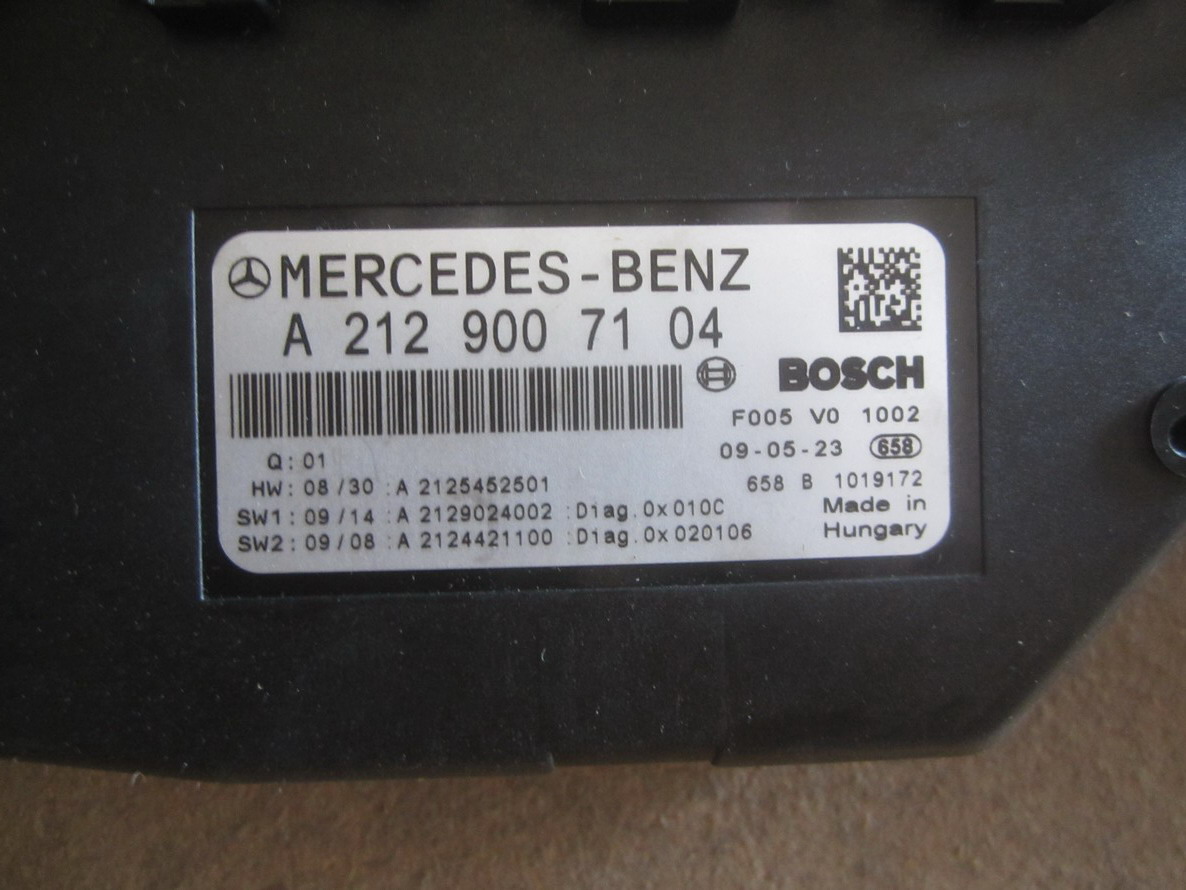 MERCEDES-BENZ
A 212 900 71 04
BOSCH
F005 V0 1002
09-05-23 658
Q: 01
HW: 08/30 :A 2125452501
658 B 1019172
SW1: 09/14 :A 2129024002 :Diag.0x010C
Made in
SW2: 09/08 :A 2124421100 :Diag.0x020106
Hungary